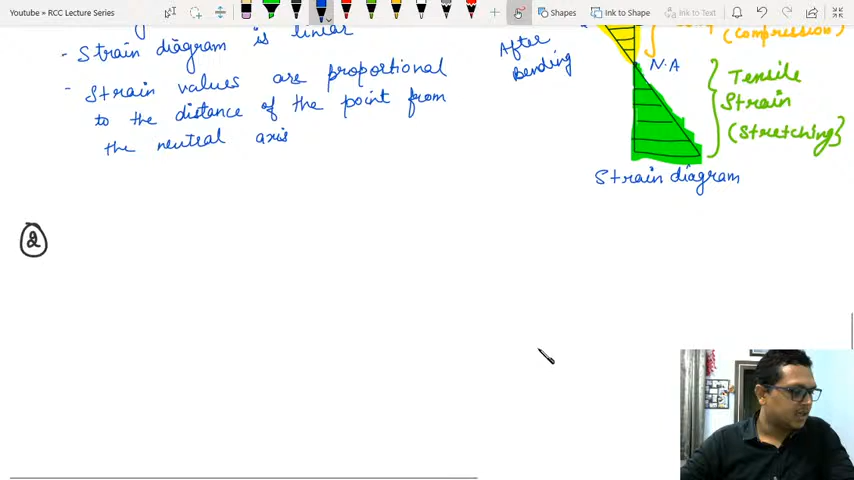 Youtube » RCC Lecture Series
Shapes
Ink to Shape
Ink to Text
- Strain diagram is linear
- Strain values are proportional
to the distance of the point from
the neutral axis
After
Bending
(compression)
N.A
Tensile
Strain
(stretching)
Strain diagram
2